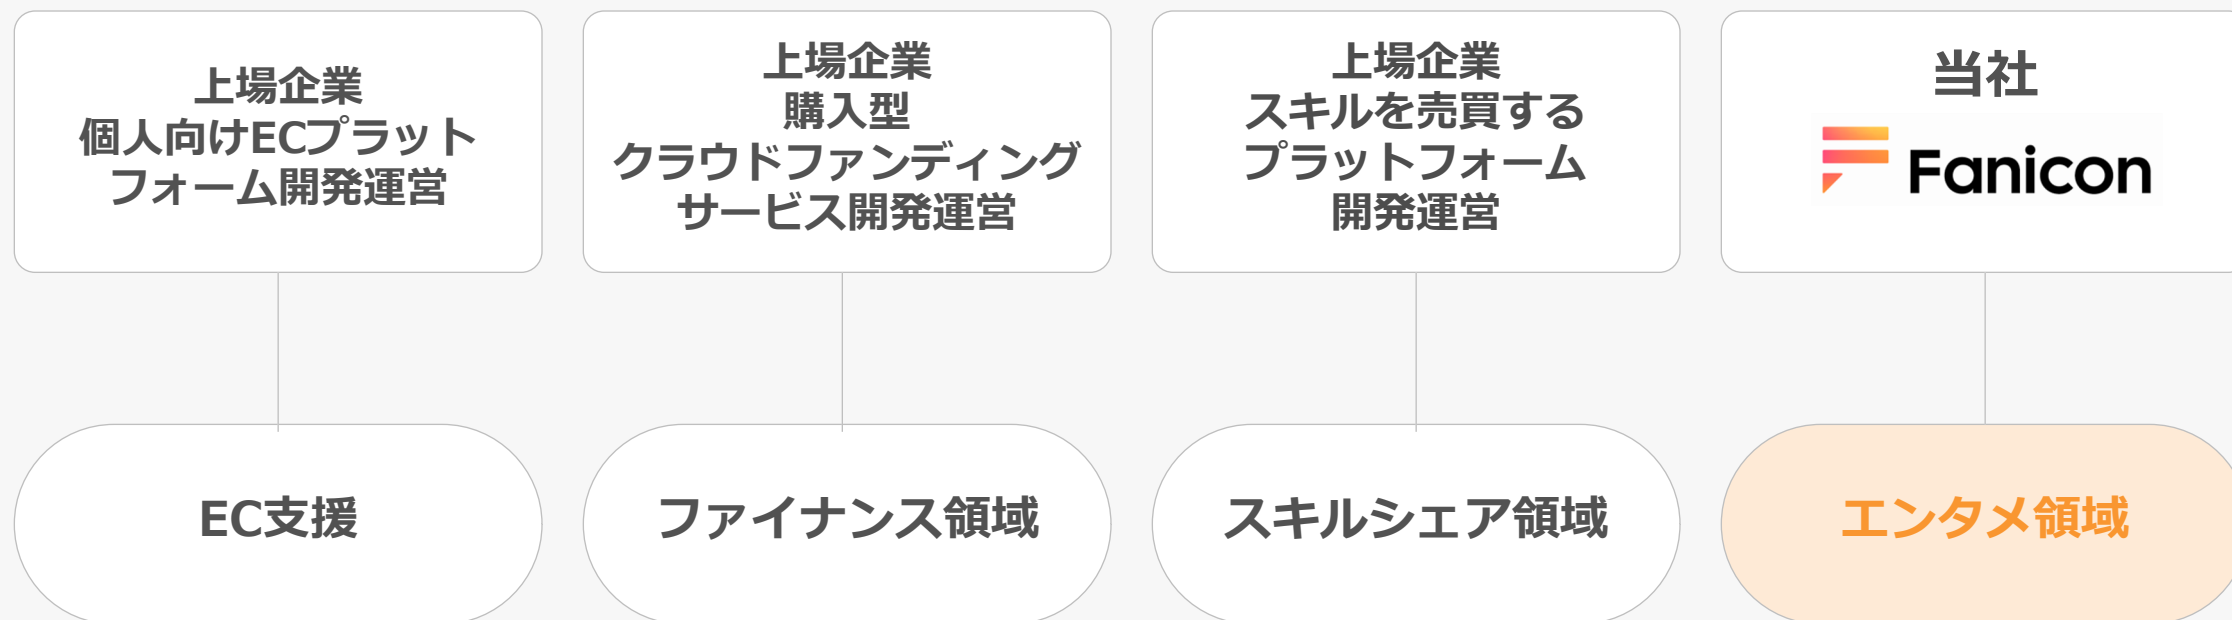 上場企業
個人向けECプラット
フォーム開発運営
上場企業
購入型
クラウドファンディング
サービス開発運営
上場企業
スキルを売買する
プラットフォーム
開発運営
当社
Fanicon
EC支援
ファイナンス領域
スキルシェア領域
エンタメ領域